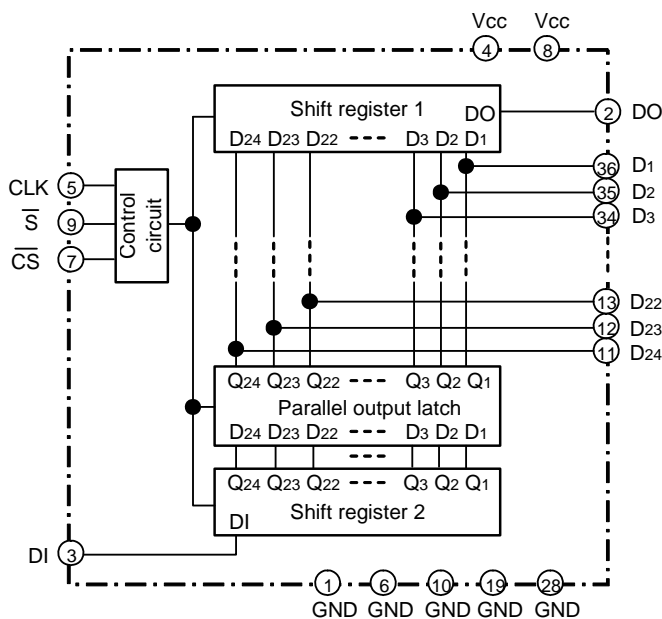 Vcc Vcc
4 8
Shift register 1
DO
2 DO
D24 D23 D22 D3 D2 D1
36 D1
35 D2
34 D3
CLK 5
S 9
CS 7
Control circuit
13 D22
12 D23
11 D24
Q24 Q23 Q22 Q3 Q2 Q1
Parallel output latch
D24 D23 D22 D3 D2 D1
Q24 Q23 Q22 Q3 Q2 Q1
Shift register 2
DI
DI 3
1 6 10 19 28
GND GND GND GND GND